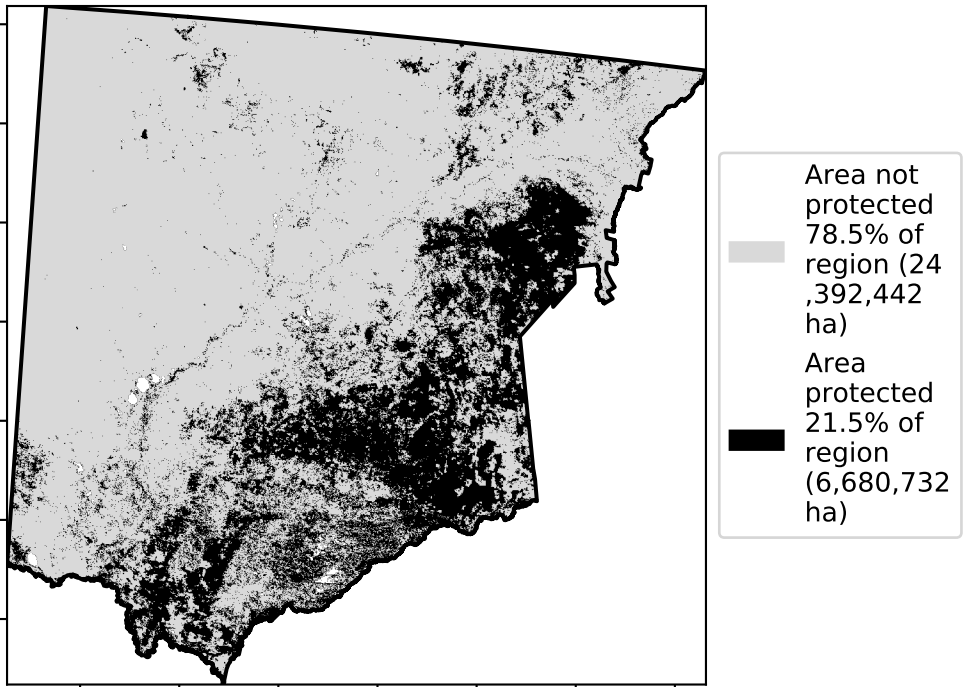 Area not
protected
78.5% of
region (24
,392,442
ha)
Area
protected
21.5% of
region
(6,680,732
ha)